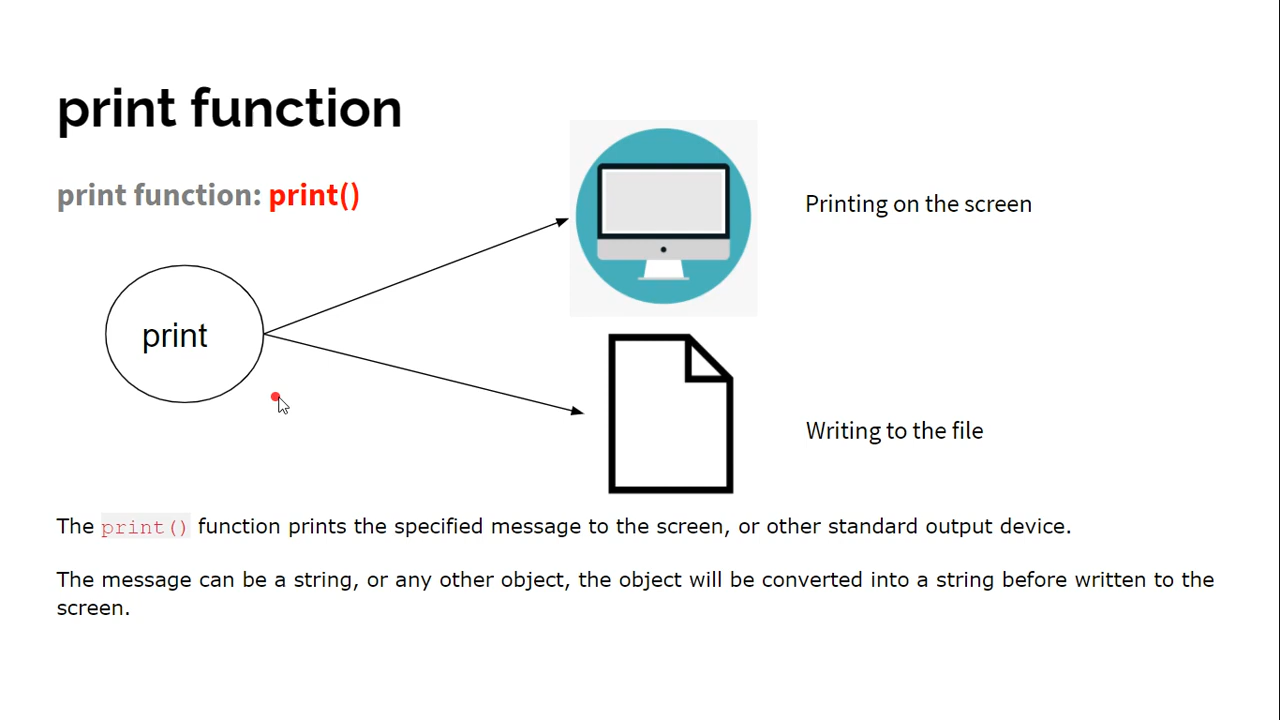 print function
print function: print()
Printing on the screen
print
Writing to the file
The print() function prints the specified message to the screen, or other standard output device.
The message can be a string, or any other object, the object will be converted into a string before written to the
screen.